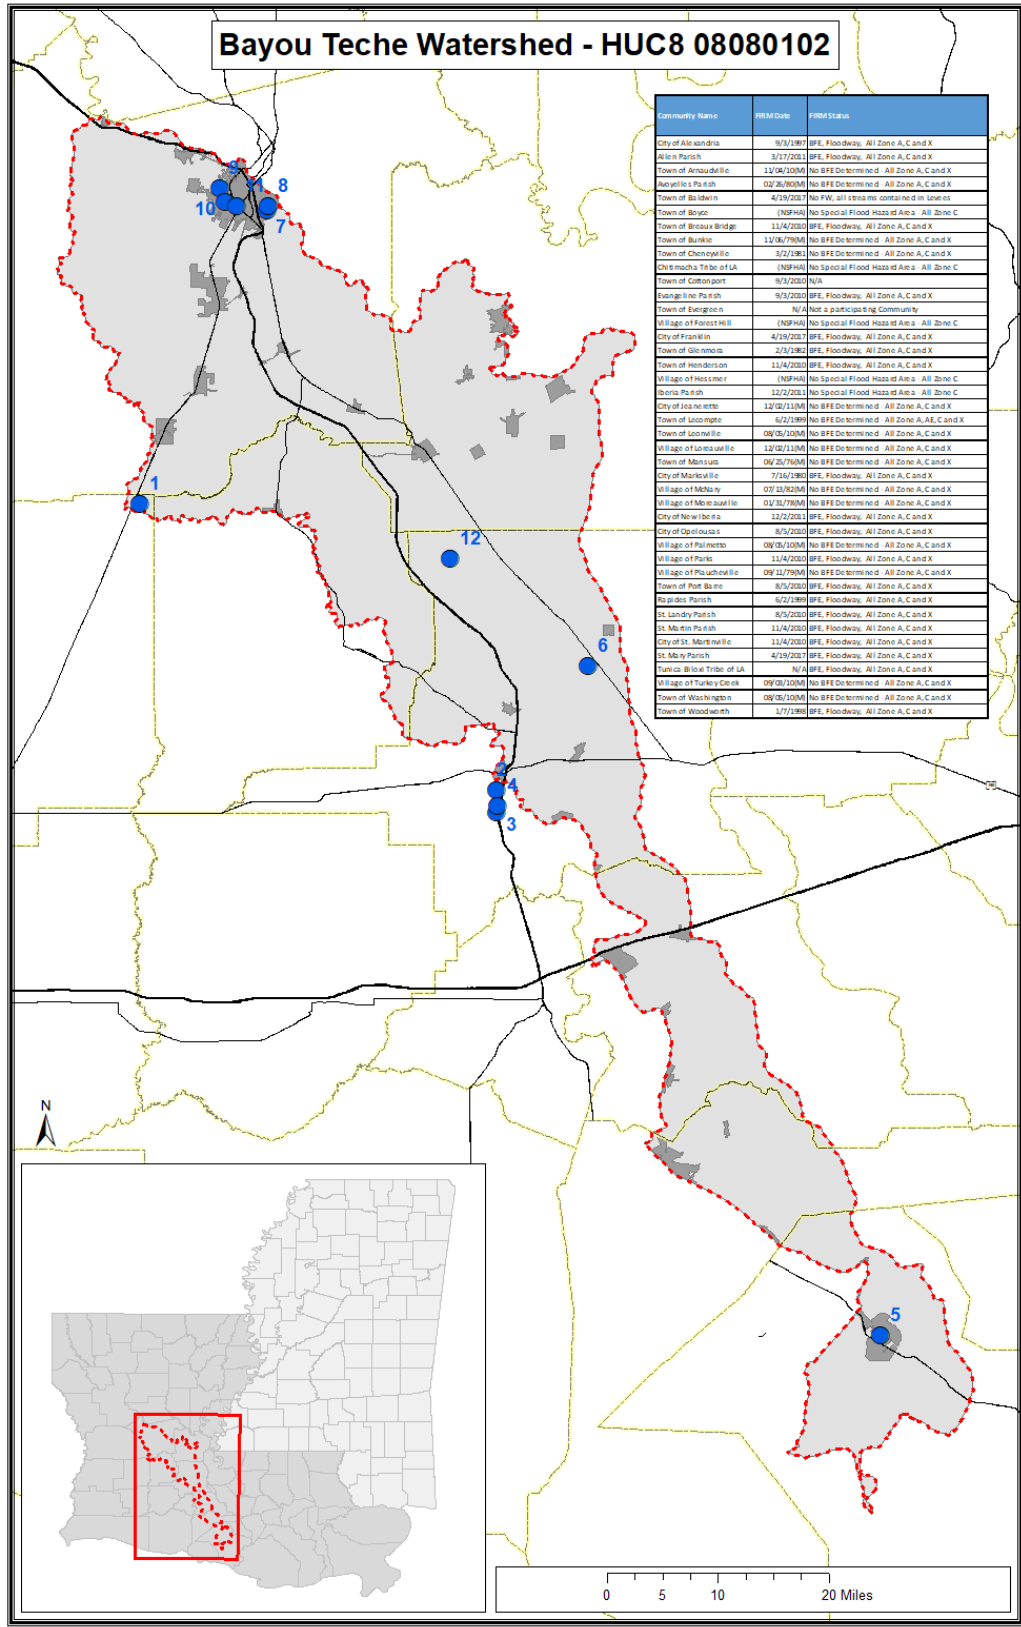 Bayou Teche Watershed - HUC8 08080102
Community Name FIRM Date FIRM Status
City of Alexandria 9/3/1997 BFE, Floodway, All Zone A, C and X
Allen Parish 3/17/2011 BFE, Floodway, All Zone A, C and X
Town of Arnaudville 11/04/10(M) No BFE Determined - All Zone A, C and X
Avoyelles Parish 02/26/80(M) No BFE Determined - All Zone A, C and X
Town of Baldwin 4/19/2017 No FW, all streams contained in Levees
Town of Boyce (NSFHA) No Special Flood Hazard Area - All Zone C
Town of Breaux Bridge 11/4/2010 BFE, Floodway, All Zone A, C and X
Town of Bunkie 11/06/79(M) No BFE Determined - All Zone A, C and X
Town of Cheneyville 3/2/1981 No BFE Determined - All Zone A, C and X
Chitimacha Tribe of LA (NSFHA) No Special Flood Hazard Area - All Zone C
Town of Cottonport 9/3/2010 N/A
Evangeline Parish 9/3/2010 BFE, Floodway, All Zone A, C and X
Town of Evergreen N/A Not a participating Community
Village of Forest Hill (NSFHA) No Special Flood Hazard Area - All Zone C
City of Franklin 4/19/2017 BFE, Floodway, All Zone A, C and X
Town of Glenmora 2/3/1982 BFE, Floodway, All Zone A, C and X
Town of Henderson 11/4/2010 BFE, Floodway, All Zone A, C and X
Village of Hessmer (NSFHA) No Special Flood Hazard Area - All Zone C
Iberia Parish 12/2/2011 No Special Flood Hazard Area - All Zone C
City of Jeanerette 12/02/11(M) No BFE Determined - All Zone A, C and X
Town of Lecompte 6/2/1999 No BFE Determined - All Zone A, AE, C and X
Town of Leonville 08/05/10(M) No BFE Determined - All Zone A, C and X
Village of Loreauville 12/02/11(M) No BFE Determined - All Zone A, C and X
Town of Mansura 06/25/76(M) No BFE Determined - All Zone A, C and X
City of Marksville 7/16/1980 BFE, Floodway, All Zone A, C and X
Village of McNary 07/13/82(M) No BFE Determined - All Zone A, C and X
Village of Moreauville 01/31/78(M) No BFE Determined - All Zone A, C and X
City of New Iberia 12/2/2011 BFE, Floodway, All Zone A, C and X
City of Opelousas 8/5/2010 BFE, Floodway, All Zone A, C and X
Village of Palmetto 08/05/10(M) No BFE Determined - All Zone A, C and X
Village of Parks 11/4/2010 BFE, Floodway, All Zone A, C and X
Village of Plaucheville 09/11/79(M) No BFE Determined - All Zone A, C and X
Town of Port Barre 8/5/2010 BFE, Floodway, All Zone A, C and X
Rapides Parish 6/2/1999 BFE, Floodway, All Zone A, C and X
St. Landry Parish 8/5/2010 BFE, Floodway, All Zone A, C and X
St. Martin Parish 11/4/2010 BFE, Floodway, All Zone A, C and X
City of St. Martinville 11/4/2010 BFE, Floodway, All Zone A, C and X
St. Mary Parish 4/19/2017 BFE, Floodway, All Zone A, C and X
Tunica-Biloxi Tribe of LA N/A BFE, Floodway, All Zone A, C and X
Village of Turkey Creek 09/03/10(M) No BFE Determined - All Zone A, C and X
Town of Washington 08/05/10(M) No BFE Determined - All Zone A, C and X
Town of Woodworth 1/7/1998 BFE, Floodway, All Zone A, C and X
9
11
8
10
7
1
12
6
2
4
3
5
N
0 5 10 20 Miles